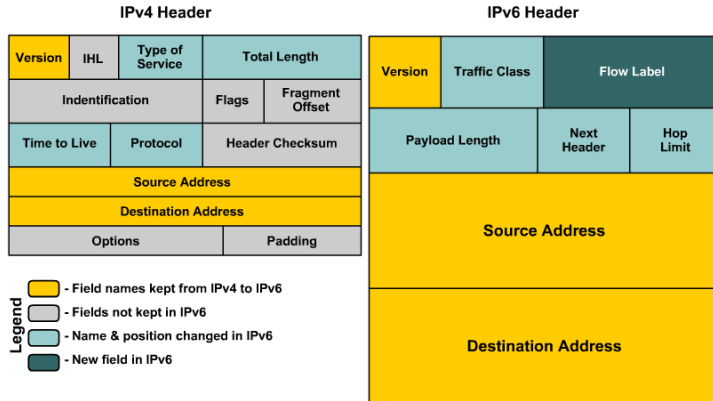 IPv4 Header
Version IHL Type of Service Total Length
Indentification Flags Fragment Offset
Time to Live Protocol Header Checksum
Source Address
Destination Address
Options Padding
Legend
- Field names kept from IPv4 to IPv6
- Fields not kept in IPv6
- Name & position changed in IPv6
- New field in IPv6
IPv6 Header
Version Traffic Class Flow Label
Payload Length Next Header Hop Limit
Source Address
Destination Address